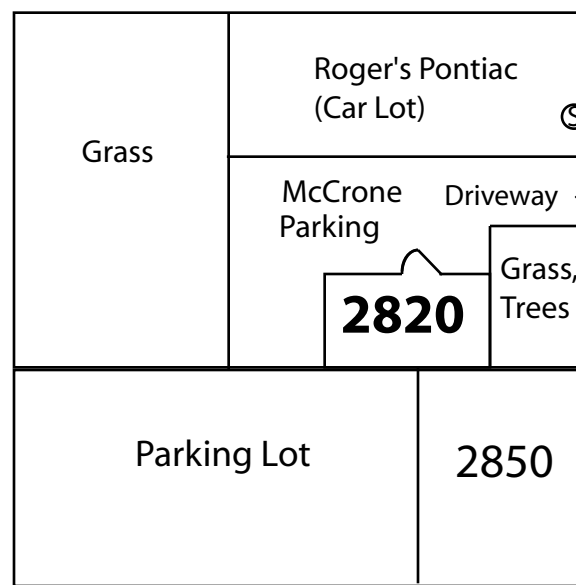 Roger's Pontiac
(Car Lot)
Grass
McCrone
Parking
Driveway
Grass,
Trees
2820
Parking Lot
2850